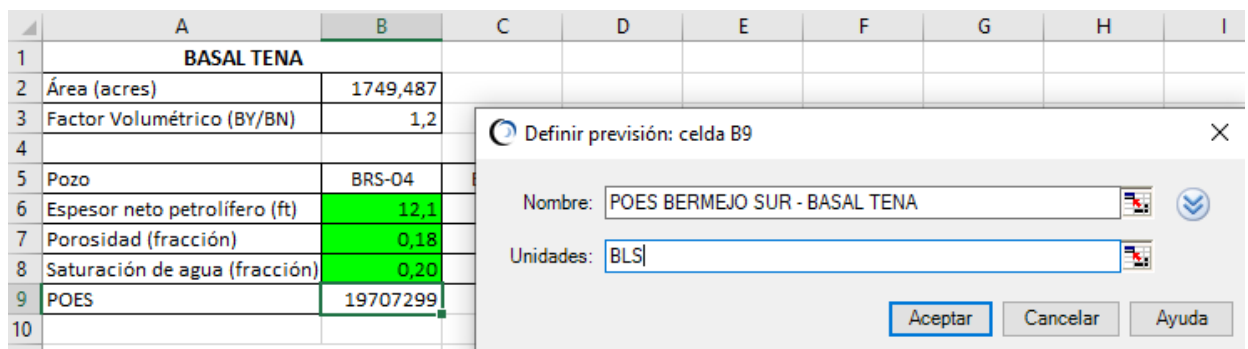 A B C D E F G H I
1 BASAL TENA
2 Área (acres) 1749,487
3 Factor Volumétrico (BY/BN) 1,2
4
5 Pozo BRS-04
6 Espesor neto petrolífero (ft) 12,1
7 Porosidad (fracción) 0,18
8 Saturación de agua (fracción) 0,20
9 POES 19707299
10
Definir previsión: celda B9
Nombre: POES BERMEJO SUR - BASAL TENA
Unidades: BLS
Aceptar Cancelar Ayuda